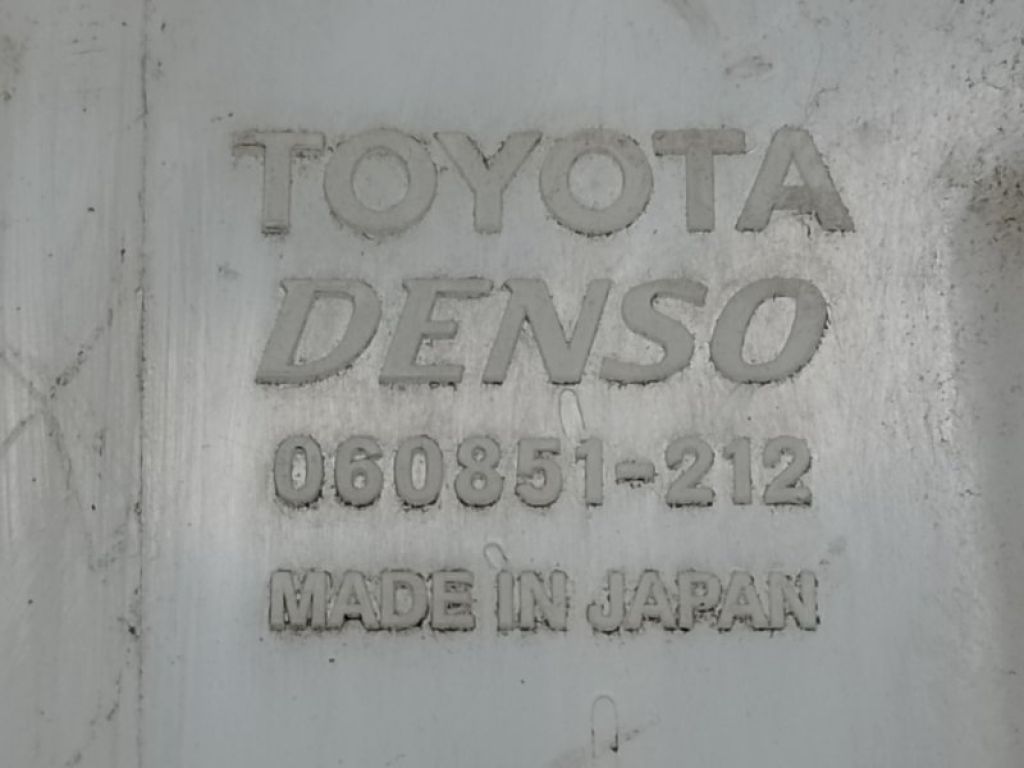 TOYOTA
DENSO
060851-212
MADE IN JAPAN